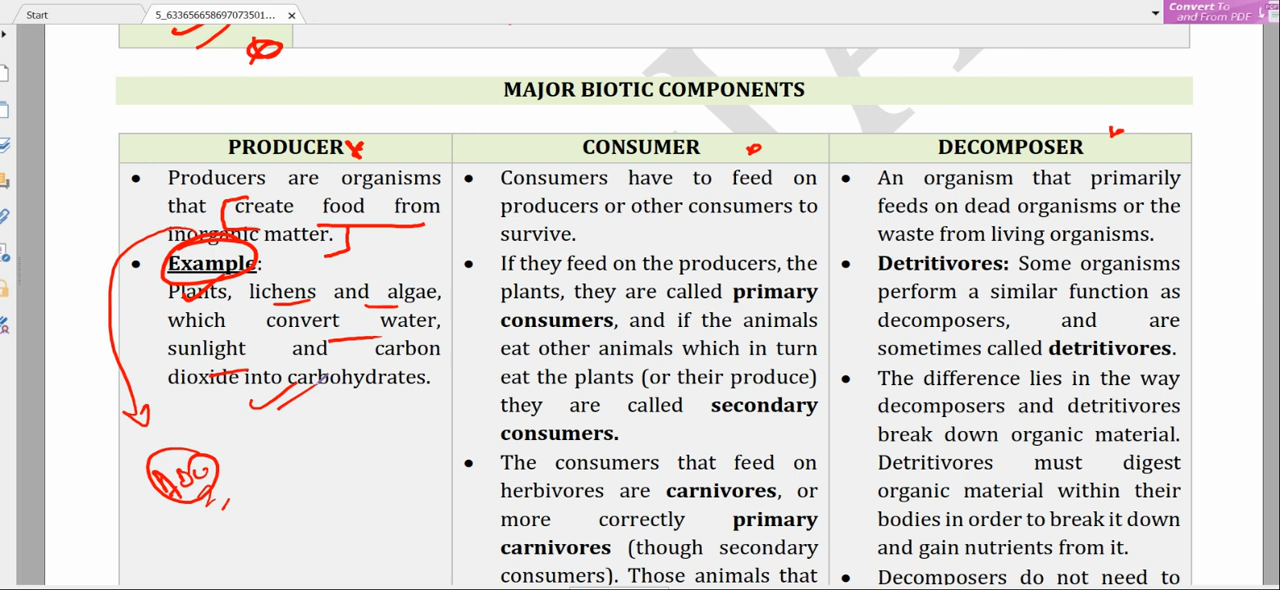 Start
5_633656658697073501...
Convert To
and From PDF
MAJOR BIOTIC COMPONENTS
PRODUCER
Producers are organisms
that create food from
inorganic matter.
Example:
Plants, lichens and algae,
which convert water,
sunlight and carbon
dioxide into carbohydrates.
CONSUMER
Consumers have to feed on
producers or other consumers to
survive.
If they feed on the producers, the
plants, they are called primary
consumers, and if the animals
eat other animals which in turn
eat the plants (or their produce)
they are called secondary
consumers.
The consumers that feed on
herbivores are carnivores, or
more correctly primary
carnivores (though secondary
consumers). Those animals that
DECOMPOSER
An organism that primarily
feeds on dead organisms or the
waste from living organisms.
Detritivores: Some organisms
perform a similar function as
decomposers, and are
sometimes called detritivores.
The difference lies in the way
decomposers and detritivores
break down organic material.
Detritivores must digest
organic material within their
bodies in order to break it down
and gain nutrients from it.
Decomposers do not need to